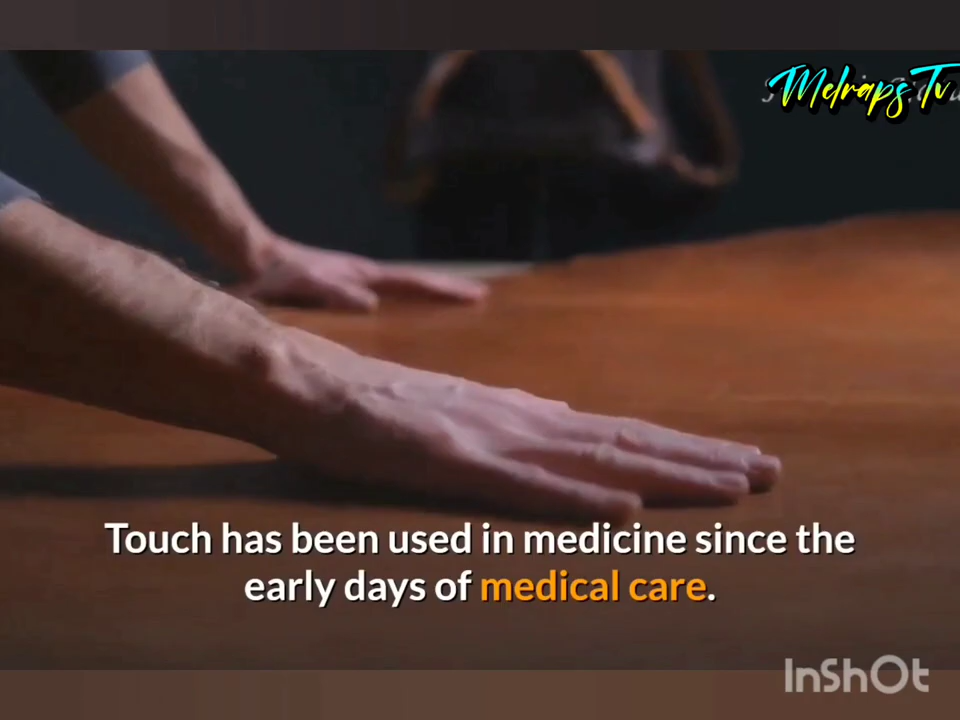 Melraps Tv
Touch has been used in medicine since the
early days of medical care.
InShOt